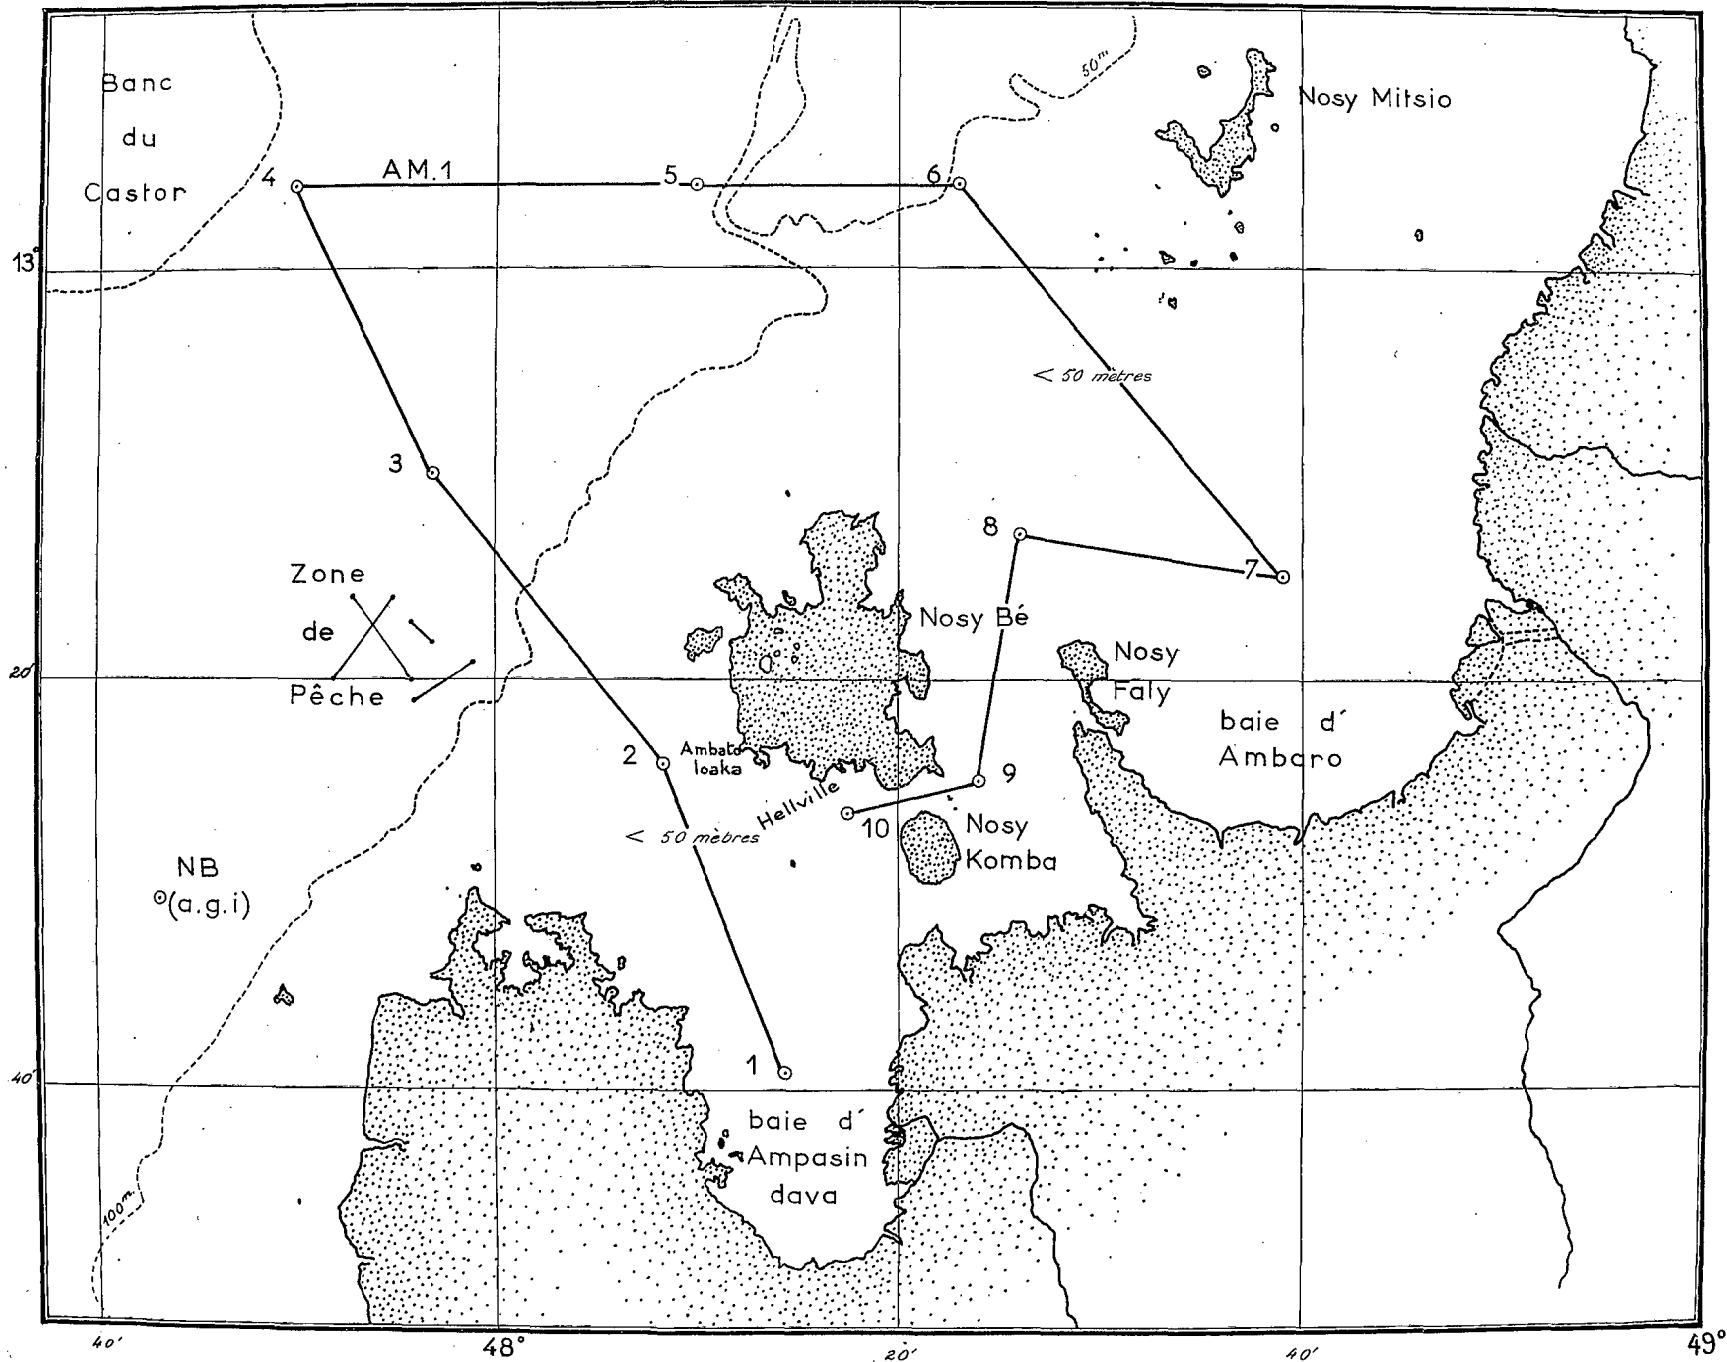 Banc
du
Castor
50m
Nosy Mitsio
4
AM.1
5
6
13°
< 50 mètres
3
8
7
Zone
de
Pêche
Nosy Bé
Nosy
Faly
20'
baie d'
Ambaro
2
Ambato
loaka
9
Hellville
10
< 50 mèbres
Nosy
Komba
NB
(a.g.i)
1
40'
baie d'
Ampasin
dava
100m
40'
48°
20'
40'
49°